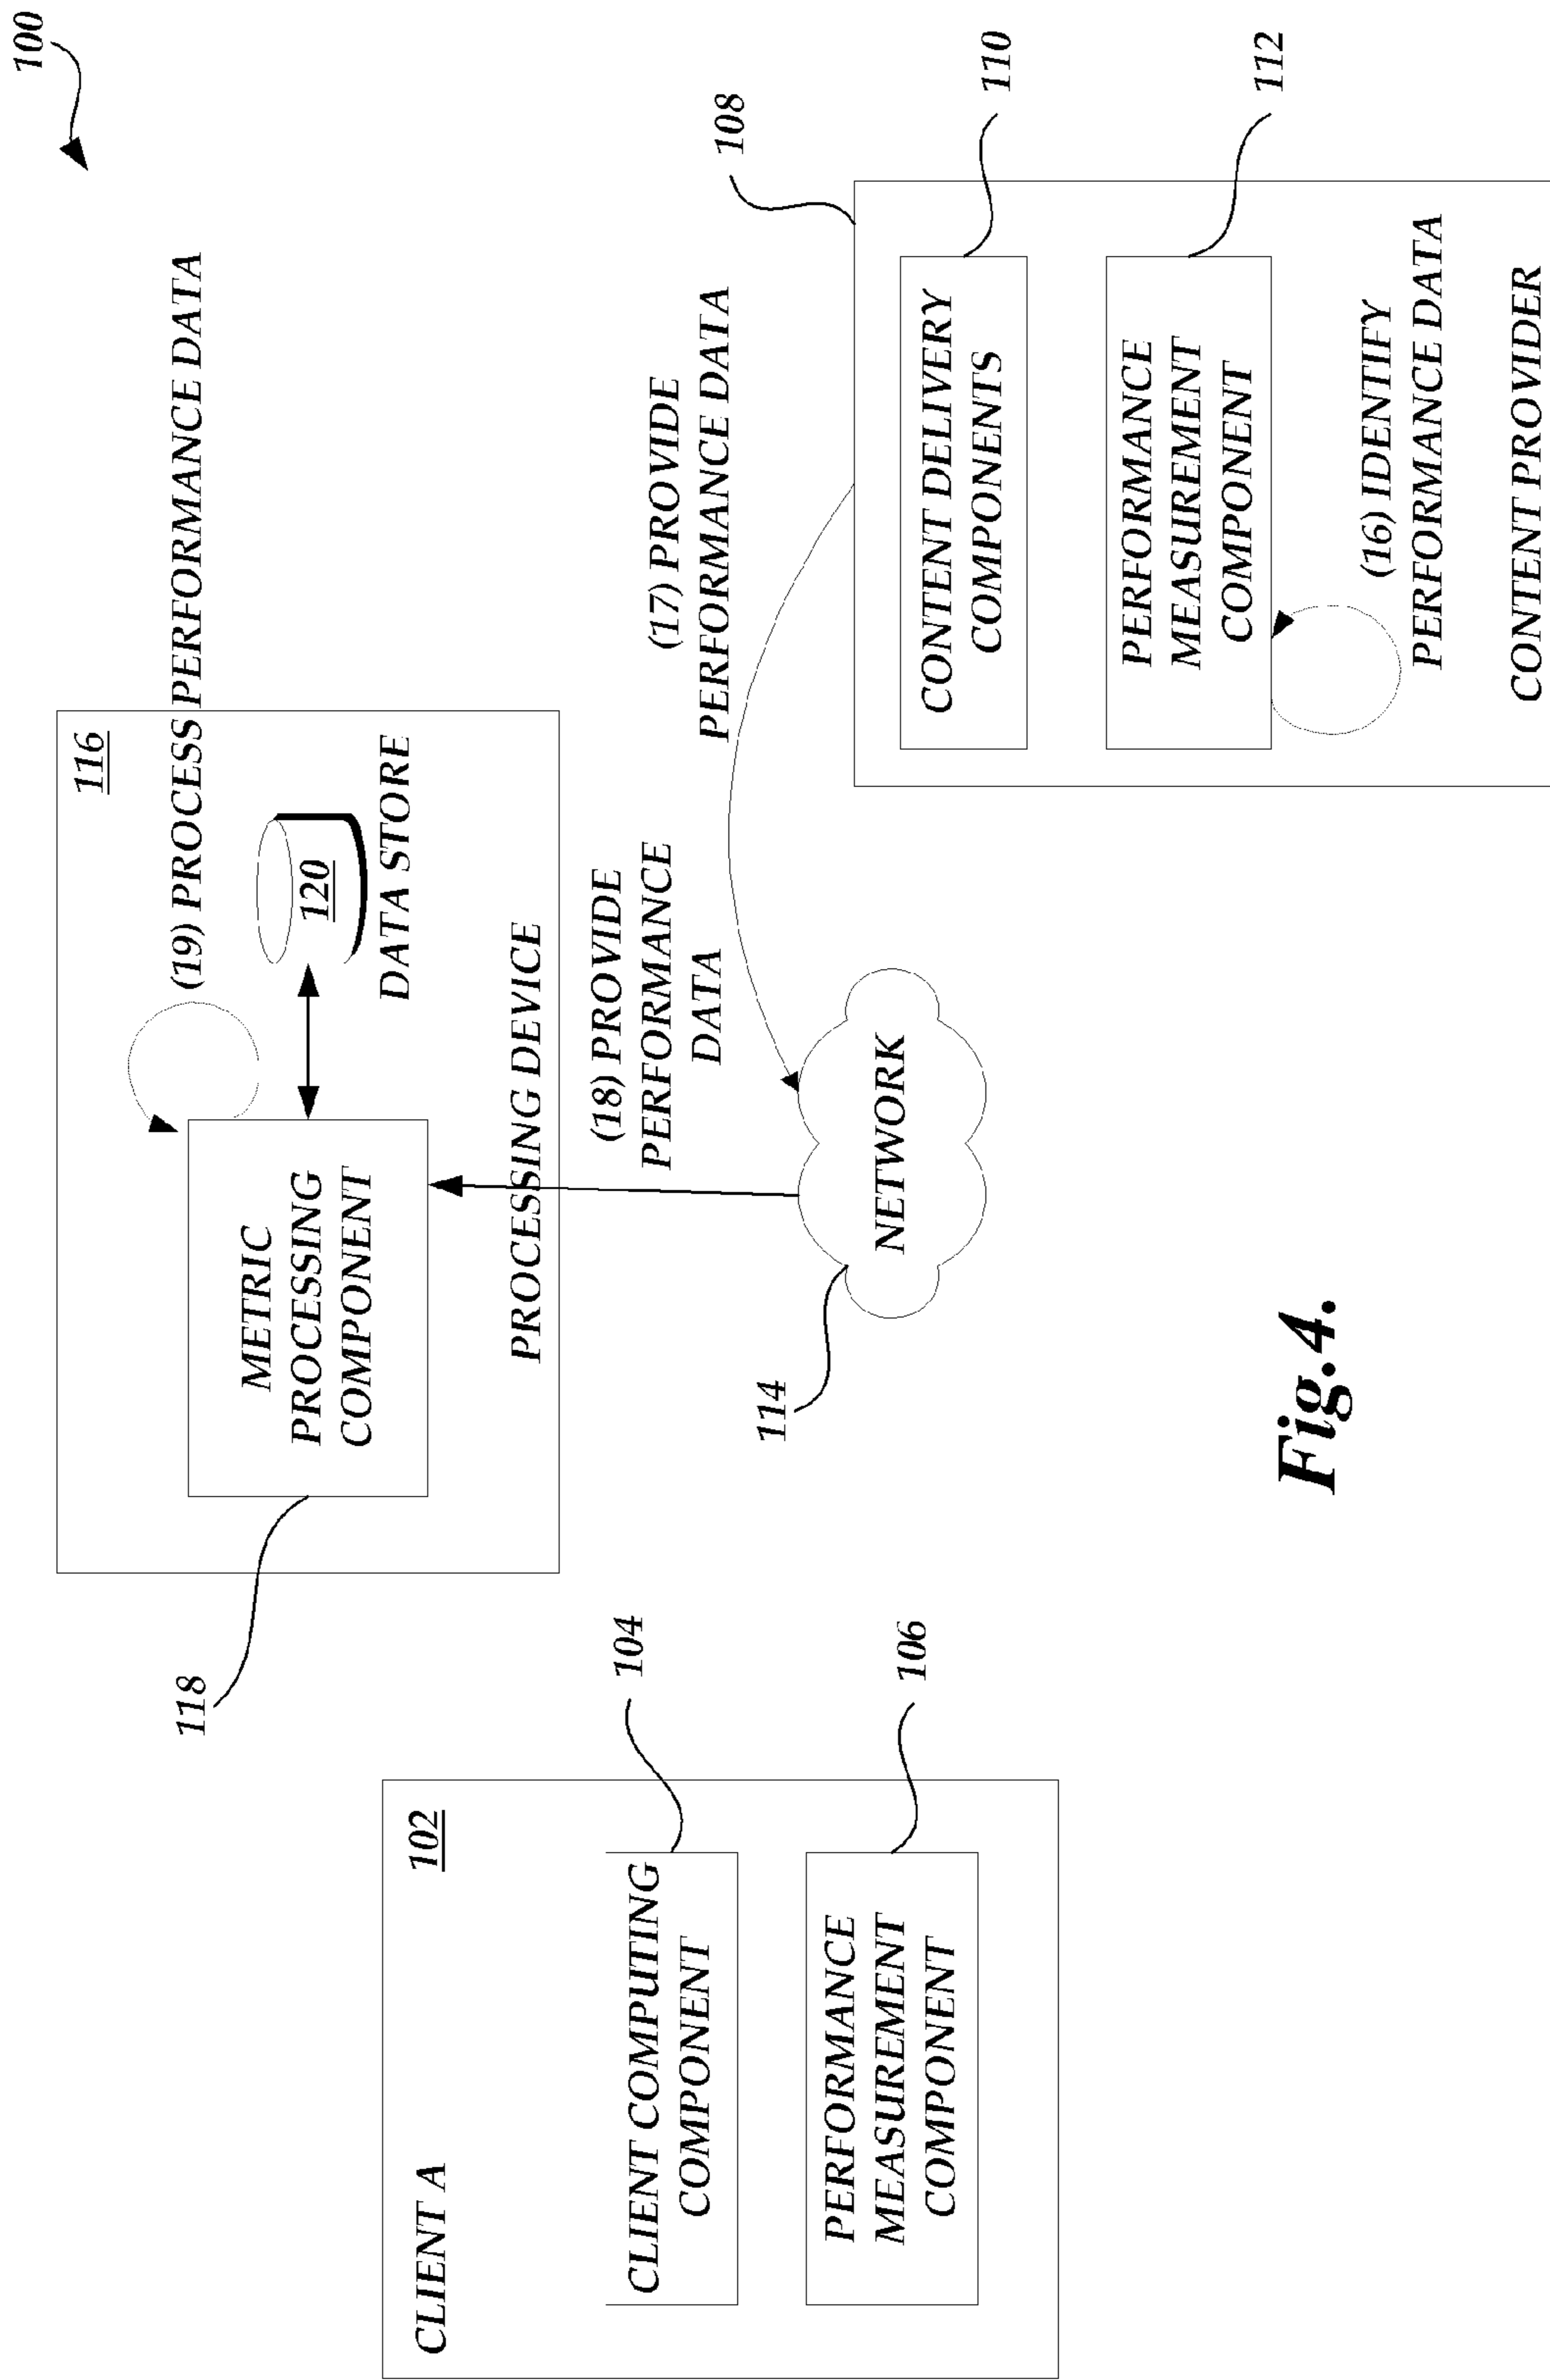 100
116
(19) PROCESS PERFORMANCE DATA
118
METRIC
PROCESSING
COMPONENT
120
DATA STORE
PROCESSING DEVICE
(18) PROVIDE
PERFORMANCE
DATA
(17) PROVIDE
PERFORMANCE DATA
CLIENT A
102
104
CLIENT COMPUTING
COMPONENT
106
PERFORMANCE
MEASUREMENT
COMPONENT
114
NETWORK
108
110
CONTENT DELIVERY
COMPONENTS
112
PERFORMANCE
MEASUREMENT
COMPONENT
(16) IDENTIFY
PERFORMANCE DATA
CONTENT PROVIDER
Fig.4.